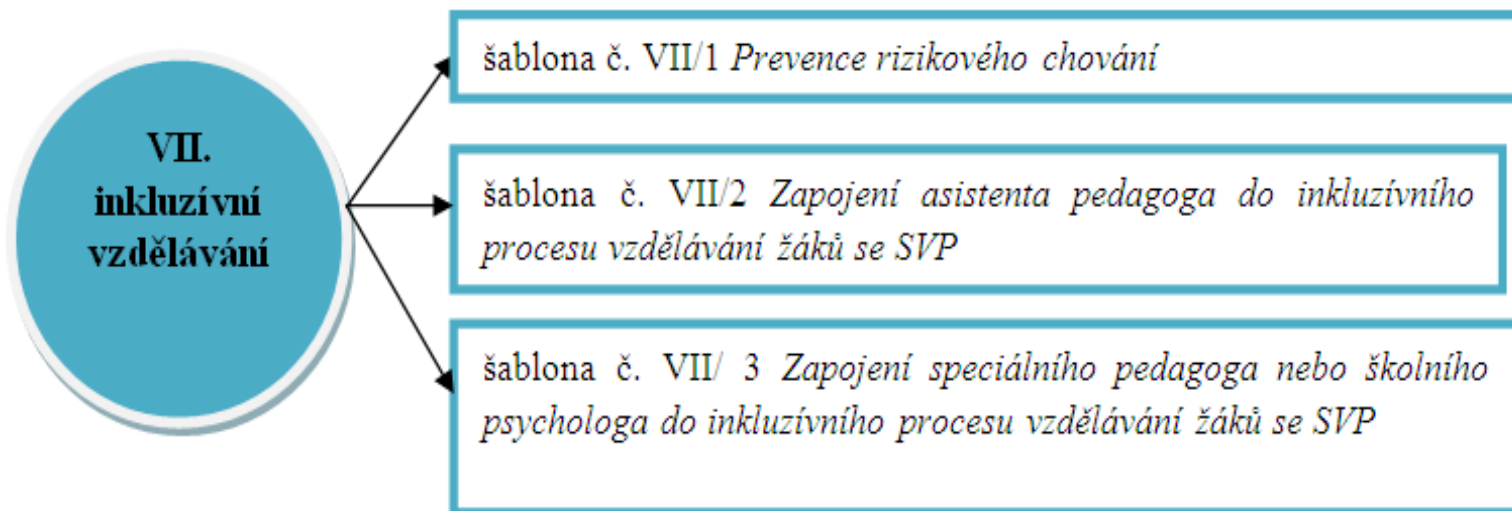 VII.
inkluzívní
vzdělávání
šablona č. VII/1 Prevence rizikového chování
šablona č. VII/2 Zapojení asistenta pedagoga do inkluzívního
procesu vzdělávání žáků se SVP
šablona č. VII/ 3 Zapojení speciálního pedagoga nebo školního
psychologa do inkluzívního procesu vzdělávání žáků se SVP